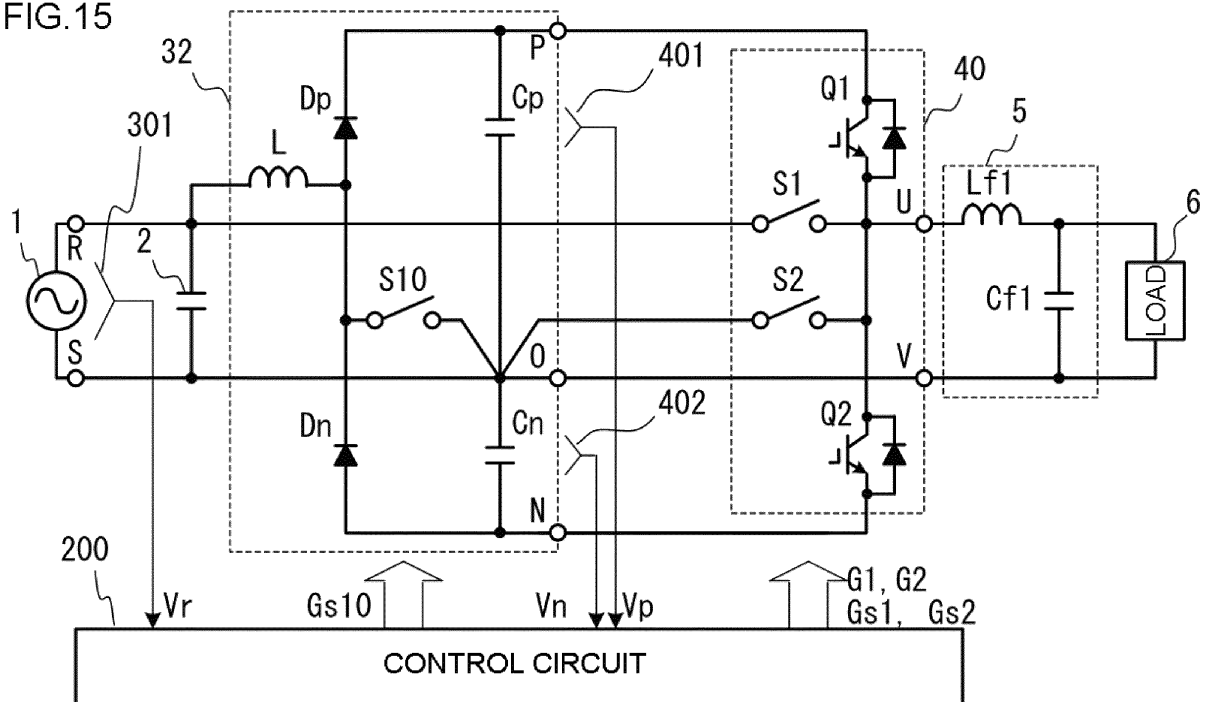 FIG.15
32
P
401
40
Q1
Dp
Cp
5
301
L
S1
U
Lf1
6
1
R
2
S10
S2
Cf1
LOAD
S
O
V
Dn
Cn
402
Q2
N
200
Vr
Gs10
Vn
Vp
G1, G2
Gs1, Gs2
CONTROL CIRCUIT